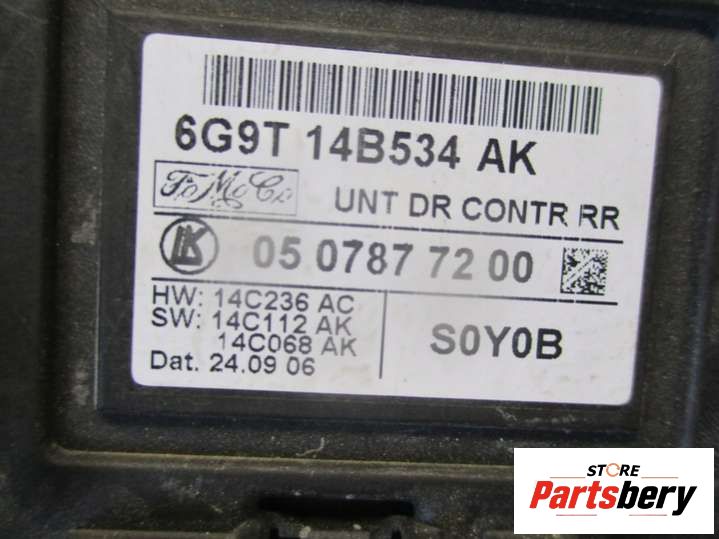 6G9T 14B534 AK
FoMoCo
UNT DR CONTR RR
LK
05 0787 72 00
HW: 14C236 AC
SW: 14C112 AK
14C068 AK
Dat. 24.09 06
S0Y0B
STORE
Partsbery